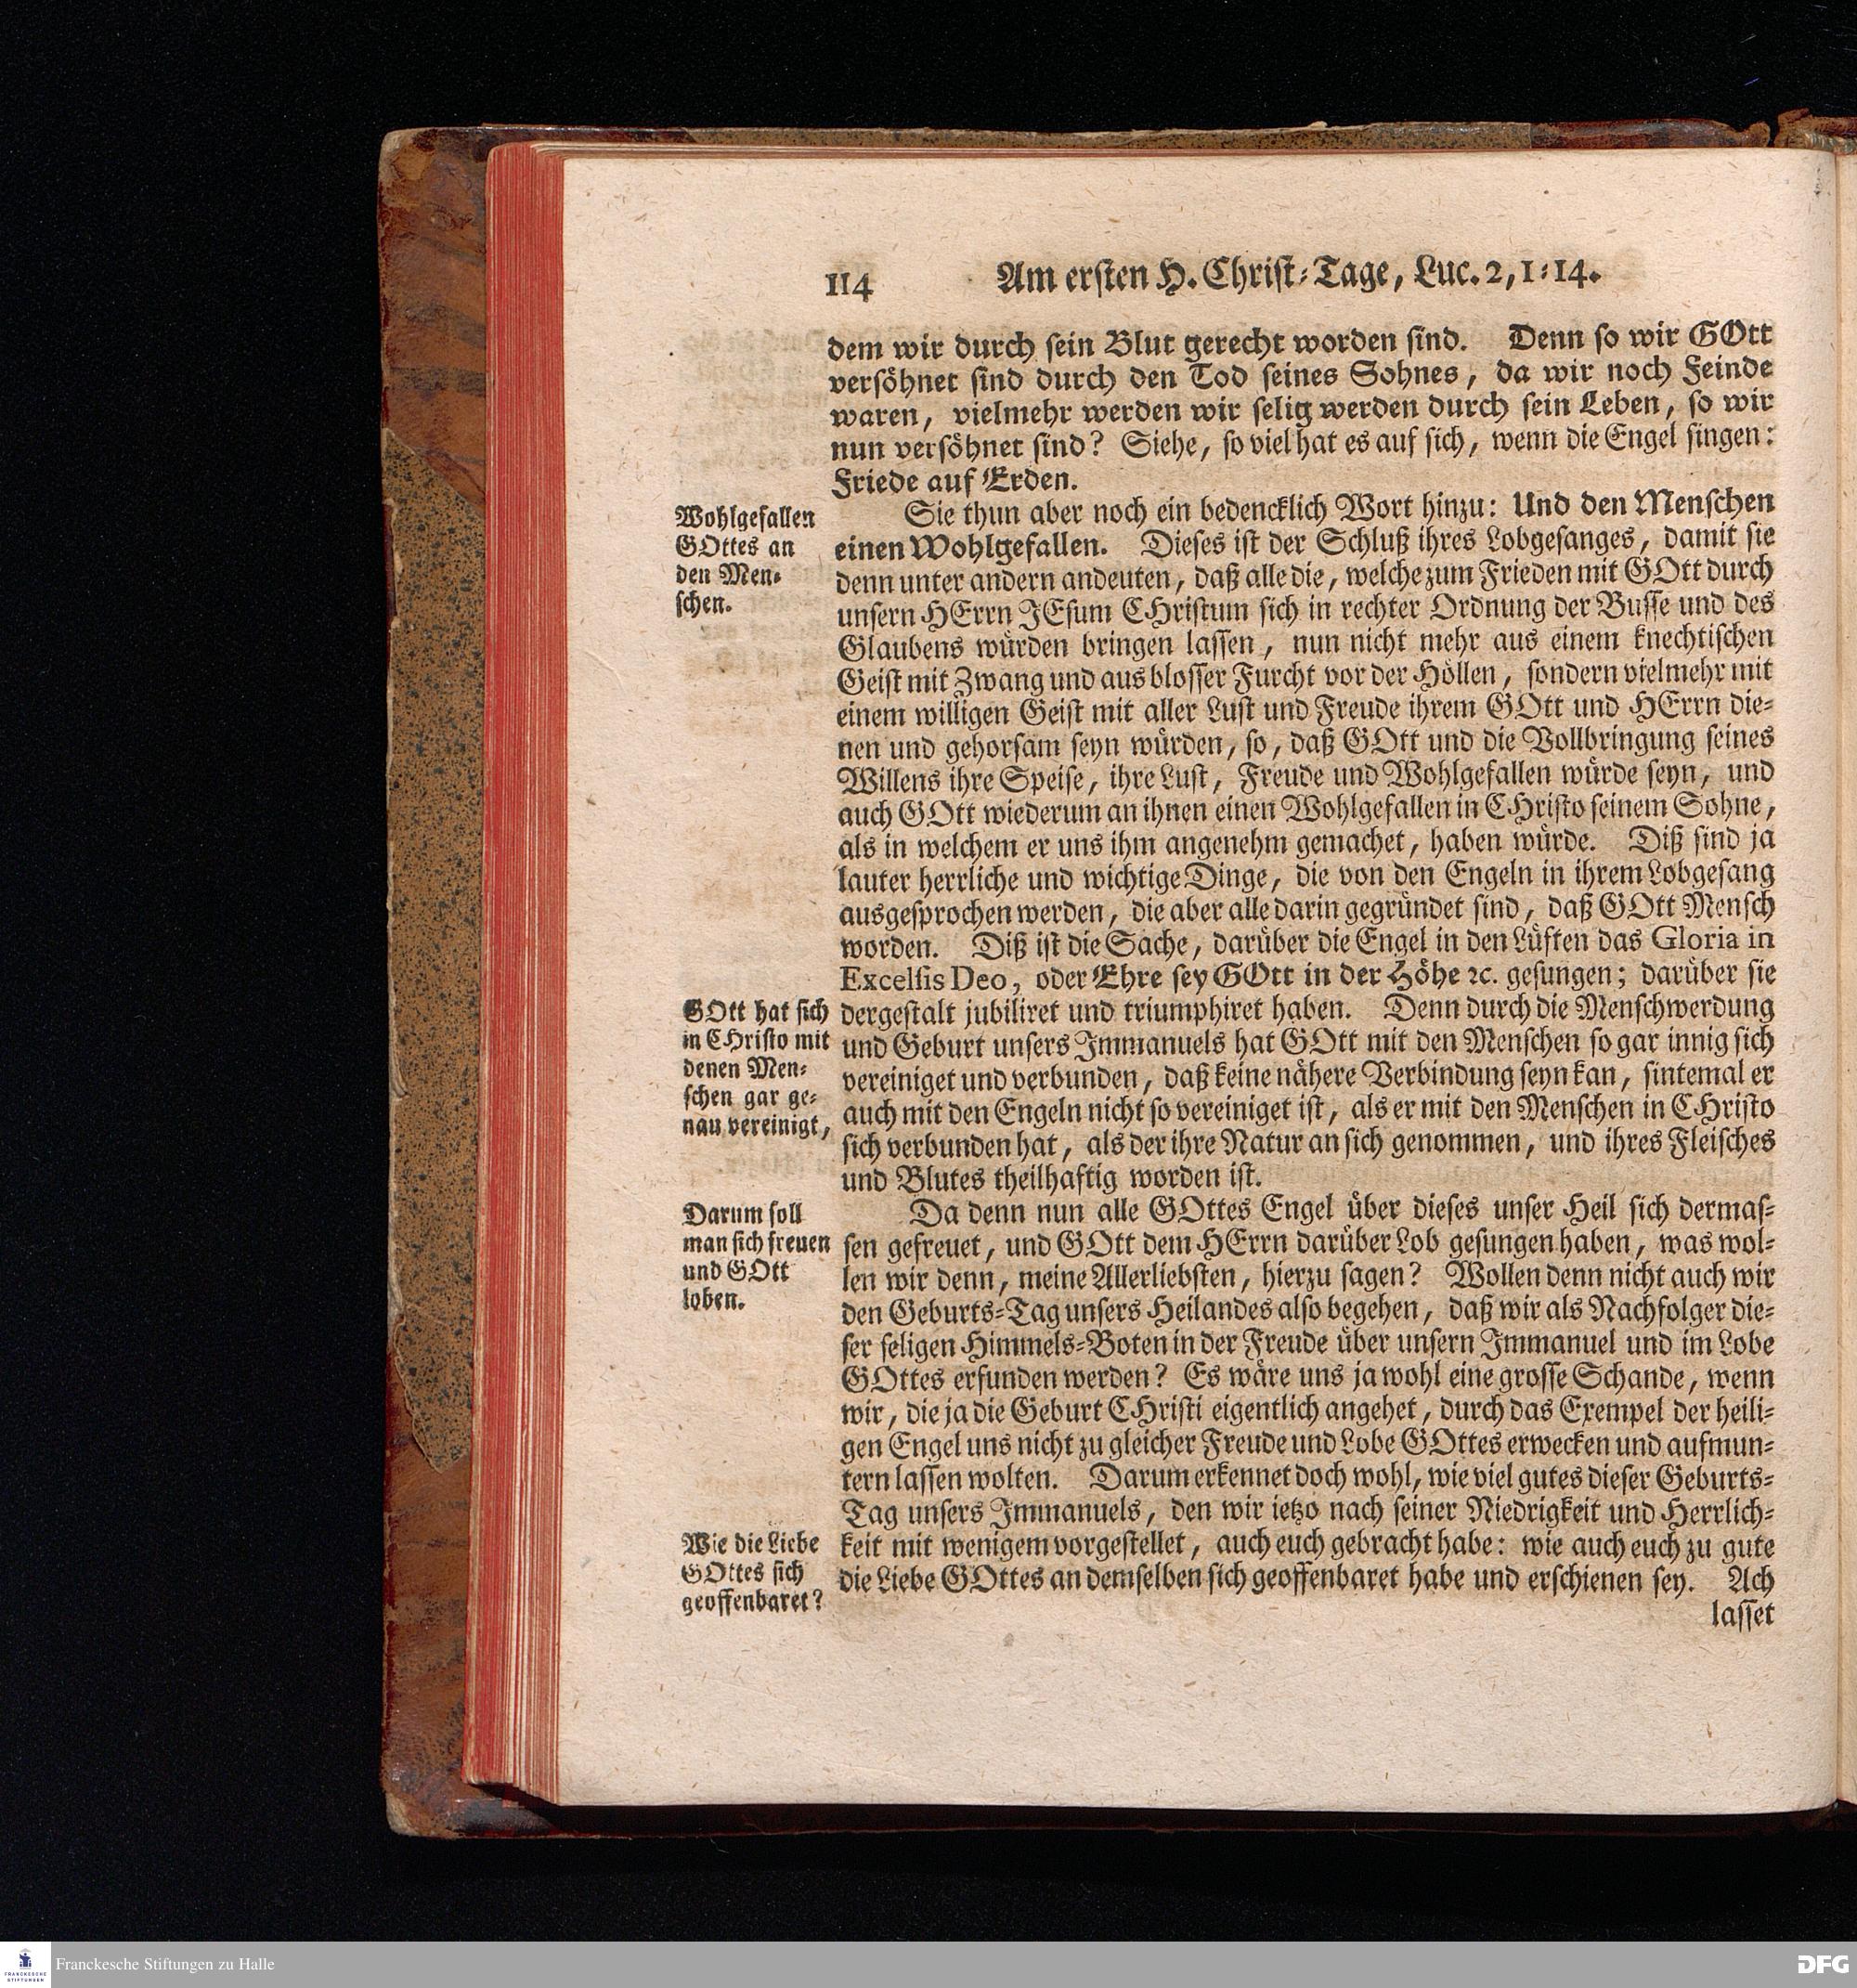 114 Am ersten H. Christ-Tage, Luc. 2, 1-14.
dem wir durch sein Blut gerecht worden sind. Denn so wir GOtt
versöhnet sind durch den Tod seines Sohnes, da wir noch Feinde
waren, vielmehr werden wir selig werden durch sein Leben, so wir
nun versöhnet sind? Siehe, so viel hat es auf sich, wenn die Engel singen:
Friede auf Erden.
Wohlgefallen
GOttes an
den Men-
schen.
Sie thun aber noch ein bedencklich Wort hinzu: Und den Menschen
einen Wohlgefallen. Dieses ist der Schluß ihres Lobgesanges, damit sie
denn unter andern andeuten, daß alle die, welche zum Frieden mit GOtt durch
unsern HErrn JEsum CHristum sich in rechter Ordnung der Busse und des
Glaubens würden bringen lassen, nun nicht mehr aus einem knechtischen
Geist mit Zwang und aus blosser Furcht vor der Höllen, sondern vielmehr mit
einem willigen Geist mit aller Lust und Freude ihrem GOtt und HErrn die-
nen und gehorsam seyn würden, so, daß GOtt und die Vollbringung seines
Willens ihre Speise, ihre Lust, Freude und Wohlgefallen würde seyn, und
auch GOtt wiederum an ihnen einen Wohlgefallen in CHristo seinem Sohne,
als in welchem er uns ihm angenehm gemachet, haben würde. Diß sind ja
lauter herrliche und wichtige Dinge, die von den Engeln in ihrem Lobgesang
ausgesprochen werden, die aber alle darin gegründet sind, daß GOtt Mensch
worden. Diß ist die Sache, darüber die Engel in den Lüften das Gloria in
Excelsis Deo, oder Ehre sey GOtt in der Höhe ꝛc. gesungen; darüber sie
GOtt hat sich
in CHristo mit
denen Men-
schen gar ge-
nau vereinigt,
dergestalt jubiliret und triumphiret haben. Denn durch die Menschwerdung
und Geburt unsers Immanuels hat GOtt mit den Menschen so gar innig sich
vereiniget und verbunden, daß keine nähere Verbindung seyn kan, sintemal er
auch mit den Engeln nicht so vereiniget ist, als er mit den Menschen in CHristo
sich verbunden hat, als der ihre Natur an sich genommen, und ihres Fleisches
und Blutes theilhaftig worden ist.
Darum soll
man sich freuen
und GOtt
loben.
Da denn nun alle GOttes Engel über dieses unser Heil sich dermas-
sen gefreuet, und GOtt dem HErrn darüber Lob gesungen haben, was wol-
len wir denn, meine Allerliebsten, hierzu sagen? Wollen denn nicht auch wir
den Geburts-Tag unsers Heilandes also begehen, daß wir als Nachfolger die-
ser seligen Himmels-Boten in der Freude über unsern Immanuel und im Lobe
GOttes erfunden werden? Es wäre uns ja wohl eine grosse Schande, wenn
wir, die ja die Geburt CHristi eigentlich angehet, durch das Exempel der heili-
gen Engel uns nicht zu gleicher Freude und Lobe GOttes erwecken und aufmun-
tern lassen wolten. Darum erkennet doch wohl, wie viel gutes dieser Geburts-
Tag unsers Immanuels, den wir ietzo nach seiner Niedrigkeit und Herrlich-
Wie die Liebe
GOttes sich
geoffenbaret?
keit mit wenigem vorgestellet, auch euch gebracht habe: wie auch euch zu gute
die Liebe GOttes an demselben sich geoffenbaret habe und erschienen sey. Ach
lasset
FRANCKESCHE
STIFTUNGEN
Franckesche Stiftungen zu Halle
DFG